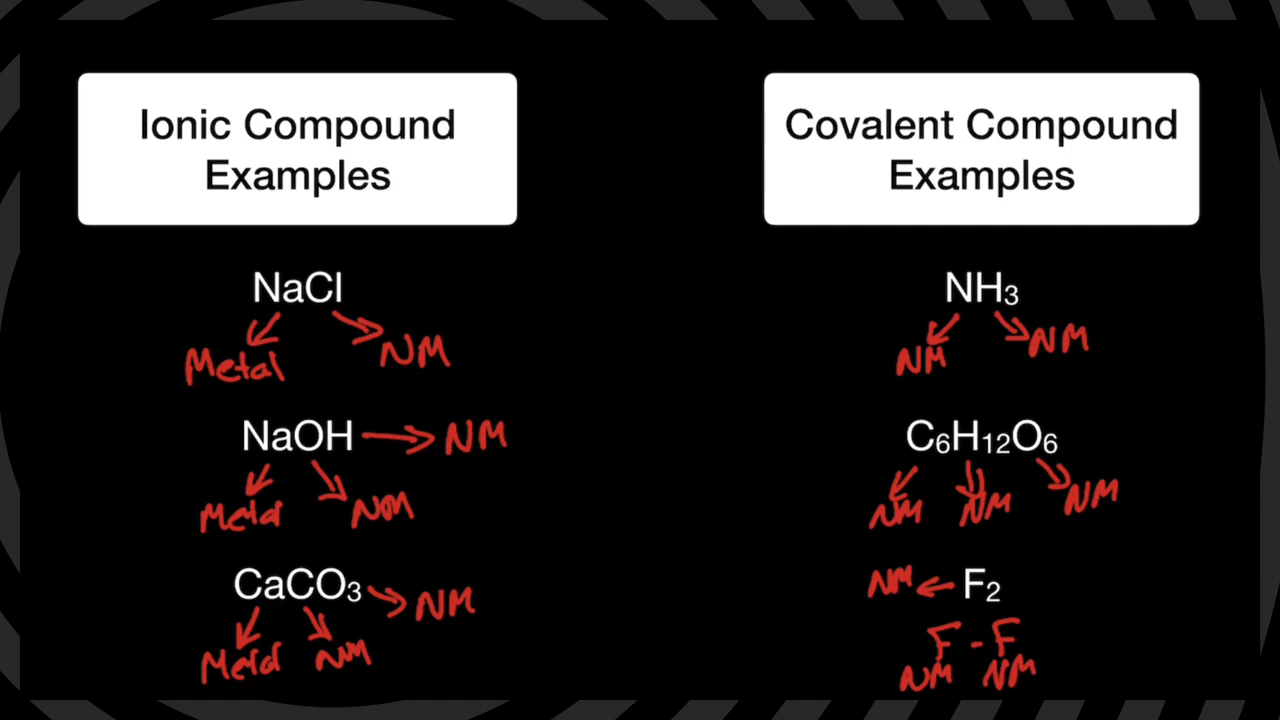 Ionic Compound
Examples
NaCl
Metal
NM
NaOH
NM
Metal
NM
CaCO₃
NM
Metal
NM
Covalent Compound
Examples
NH₃
NM
NM
C₆H₁₂O₆
NM
NM
NM
NM
F₂
F - F
NM
NM